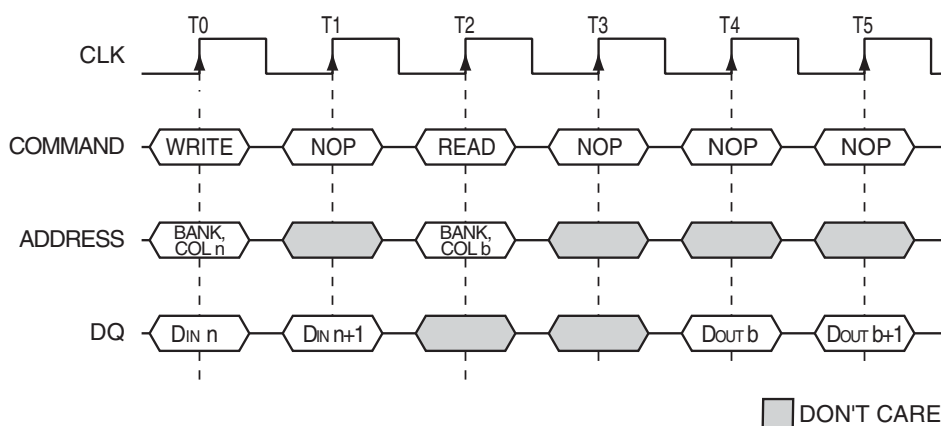 T0 T1 T2 T3 T4 T5
CLK
COMMAND WRITE NOP READ NOP NOP NOP
ADDRESS BANK, COL n BANK, COL b
DQ DIN n DIN n+1 DOUT b DOUT b+1
DON'T CARE